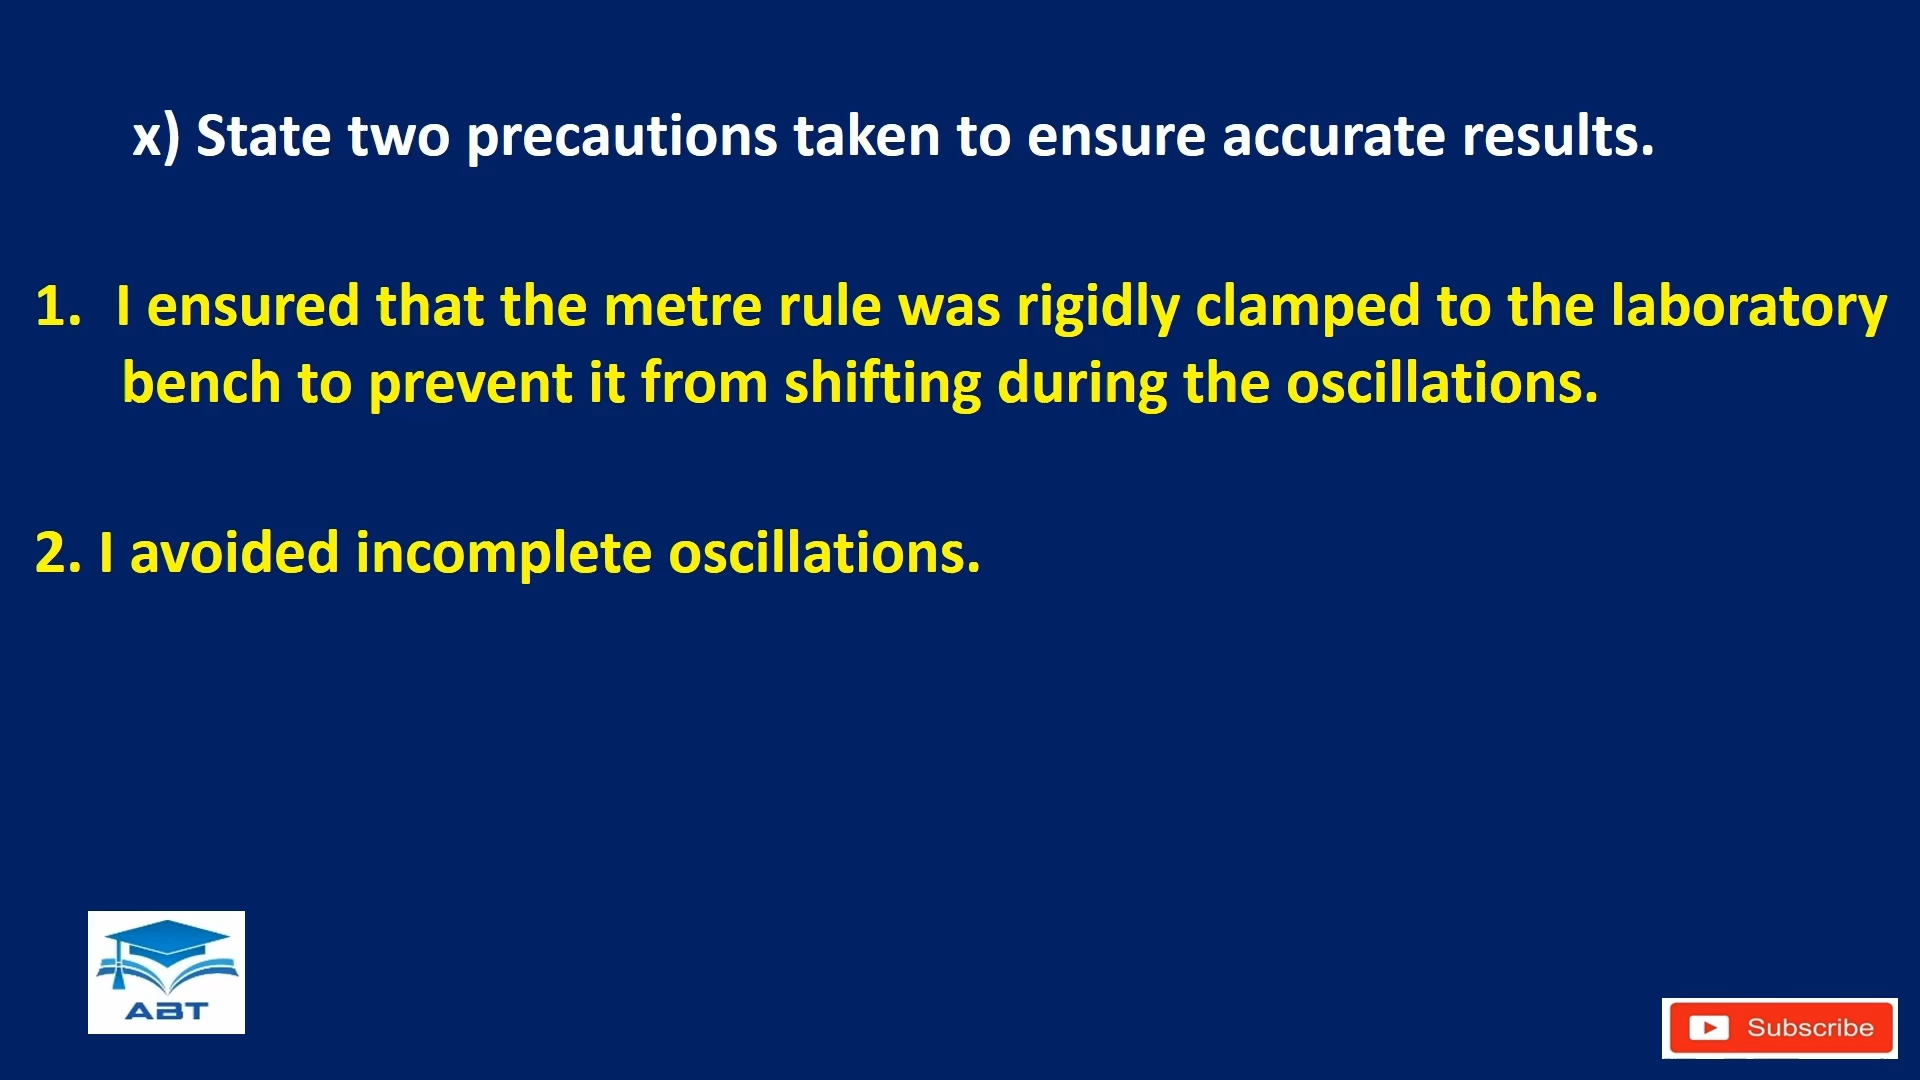 x) State two precautions taken to ensure accurate results.
1. I ensured that the metre rule was rigidly clamped to the laboratory
bench to prevent it from shifting during the oscillations.
2. I avoided incomplete oscillations.
ABT
Subscribe